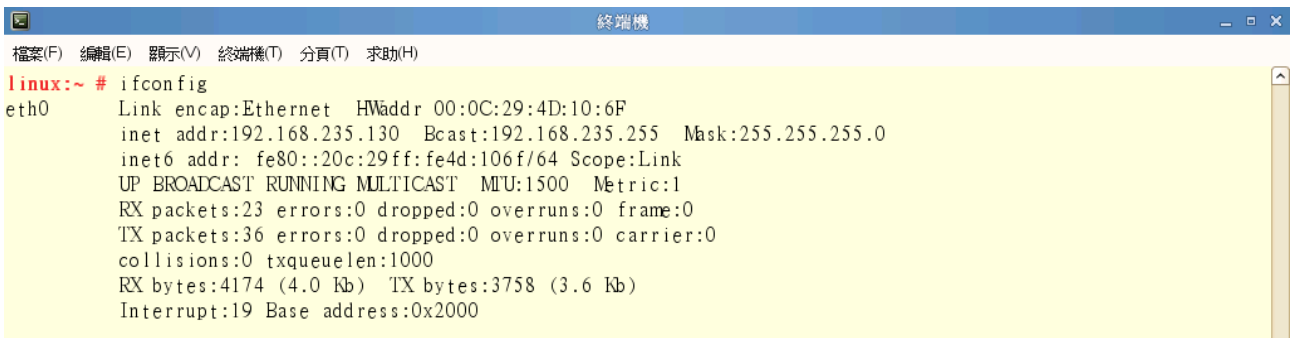 終端機
檔案(F) 編輯(E) 顯示(V) 終端機(T) 分頁(T) 求助(H)
linux:~ # ifconfig
eth0 Link encap:Ethernet HWaddr 00:0C:29:4D:10:6F
inet addr:192.168.235.130 Bcast:192.168.235.255 Mask:255.255.255.0
inet6 addr: fe80::20c:29ff:fe4d:106f/64 Scope:Link
UP BROADCAST RUNNING MULTICAST MTU:1500 Metric:1
RX packets:23 errors:0 dropped:0 overruns:0 frame:0
TX packets:36 errors:0 dropped:0 overruns:0 carrier:0
collisions:0 txqueuelen:1000
RX bytes:4174 (4.0 Kb) TX bytes:3758 (3.6 Kb)
Interrupt:19 Base address:0x2000